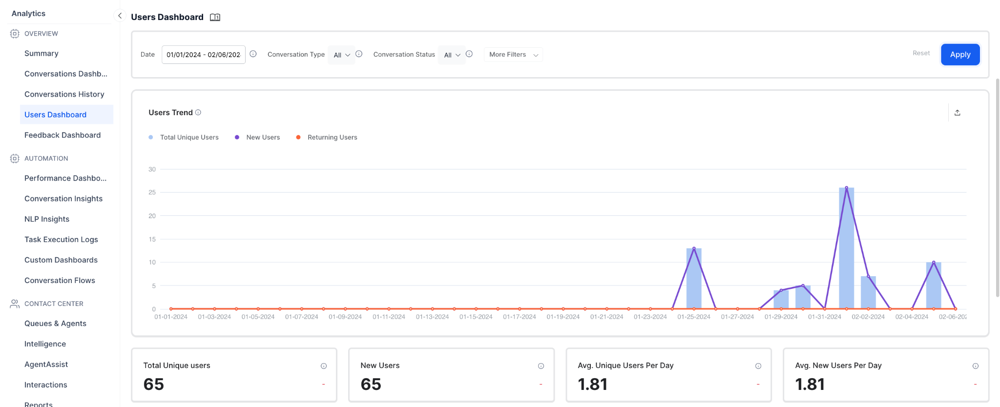 Analytics
OVERVIEW
Summary
Conversations Dashb...
Conversations History
Users Dashboard
Feedback Dashboard
AUTOMATION
Performance Dashbo...
Conversation Insights
NLP Insights
Task Execution Logs
Custom Dashboards
Conversation Flows
CONTACT CENTER
Queues & Agents
Intelligence
AgentAssist
Interactions
Reports
Users Dashboard
Date 01/01/2024 - 02/06/202 Conversation Type All Conversation Status All More Filters Reset Apply
Users Trend
Total Unique Users New Users Returning Users
30
25
20
15
10
5
0
01-01-2024 01-03-2024 01-05-2024 01-07-2024 01-09-2024 01-11-2024 01-13-2024 01-15-2024 01-17-2024 01-19-2024 01-21-2024 01-23-2024 01-25-2024 01-27-2024 01-29-2024 01-31-2024 02-02-2024 02-04-2024 02-06-202
Total Unique users
65 -
New Users
65 -
Avg. Unique Users Per Day
1.81 -
Avg. New Users Per Day
1.81 -